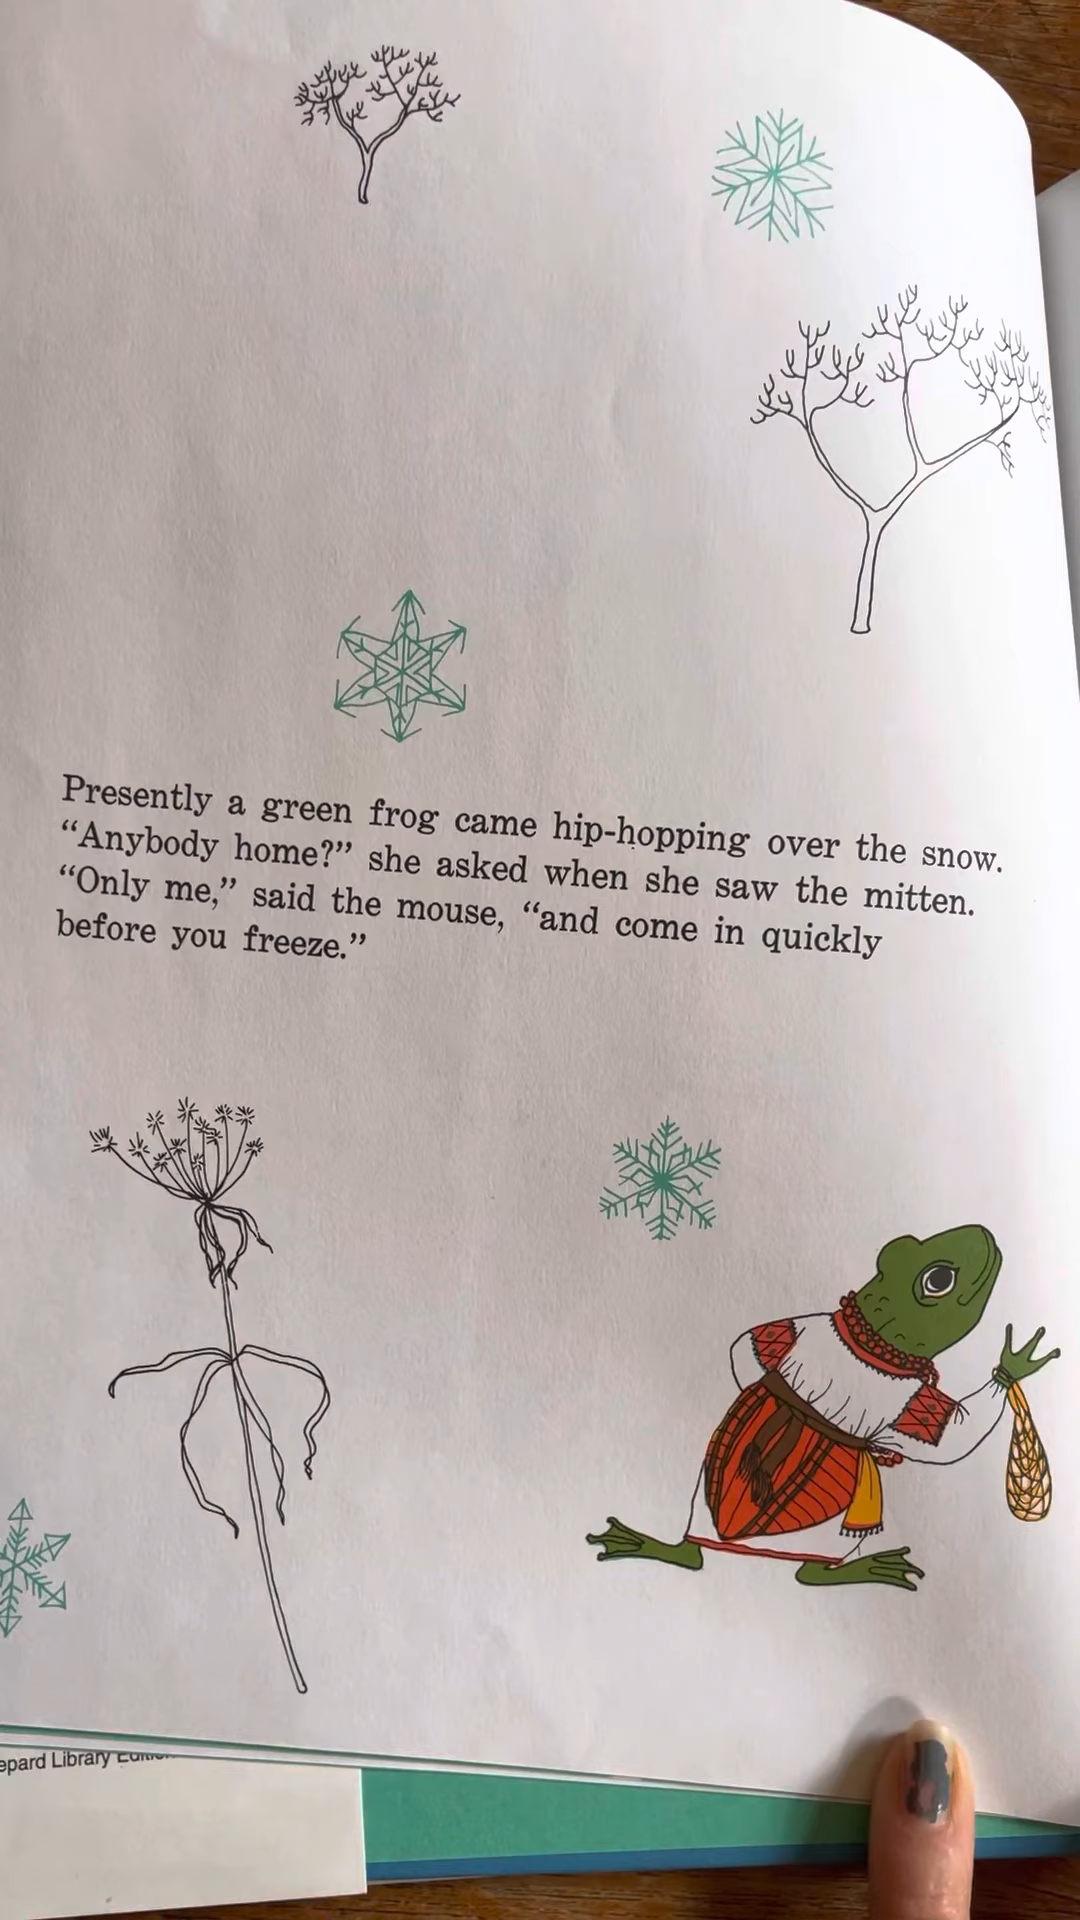 Presently a green frog came hip-hopping over the snow.
“Anybody home?” she asked when she saw the mitten.
“Only me,” said the mouse, “and come in quickly
before you freeze.”
Library